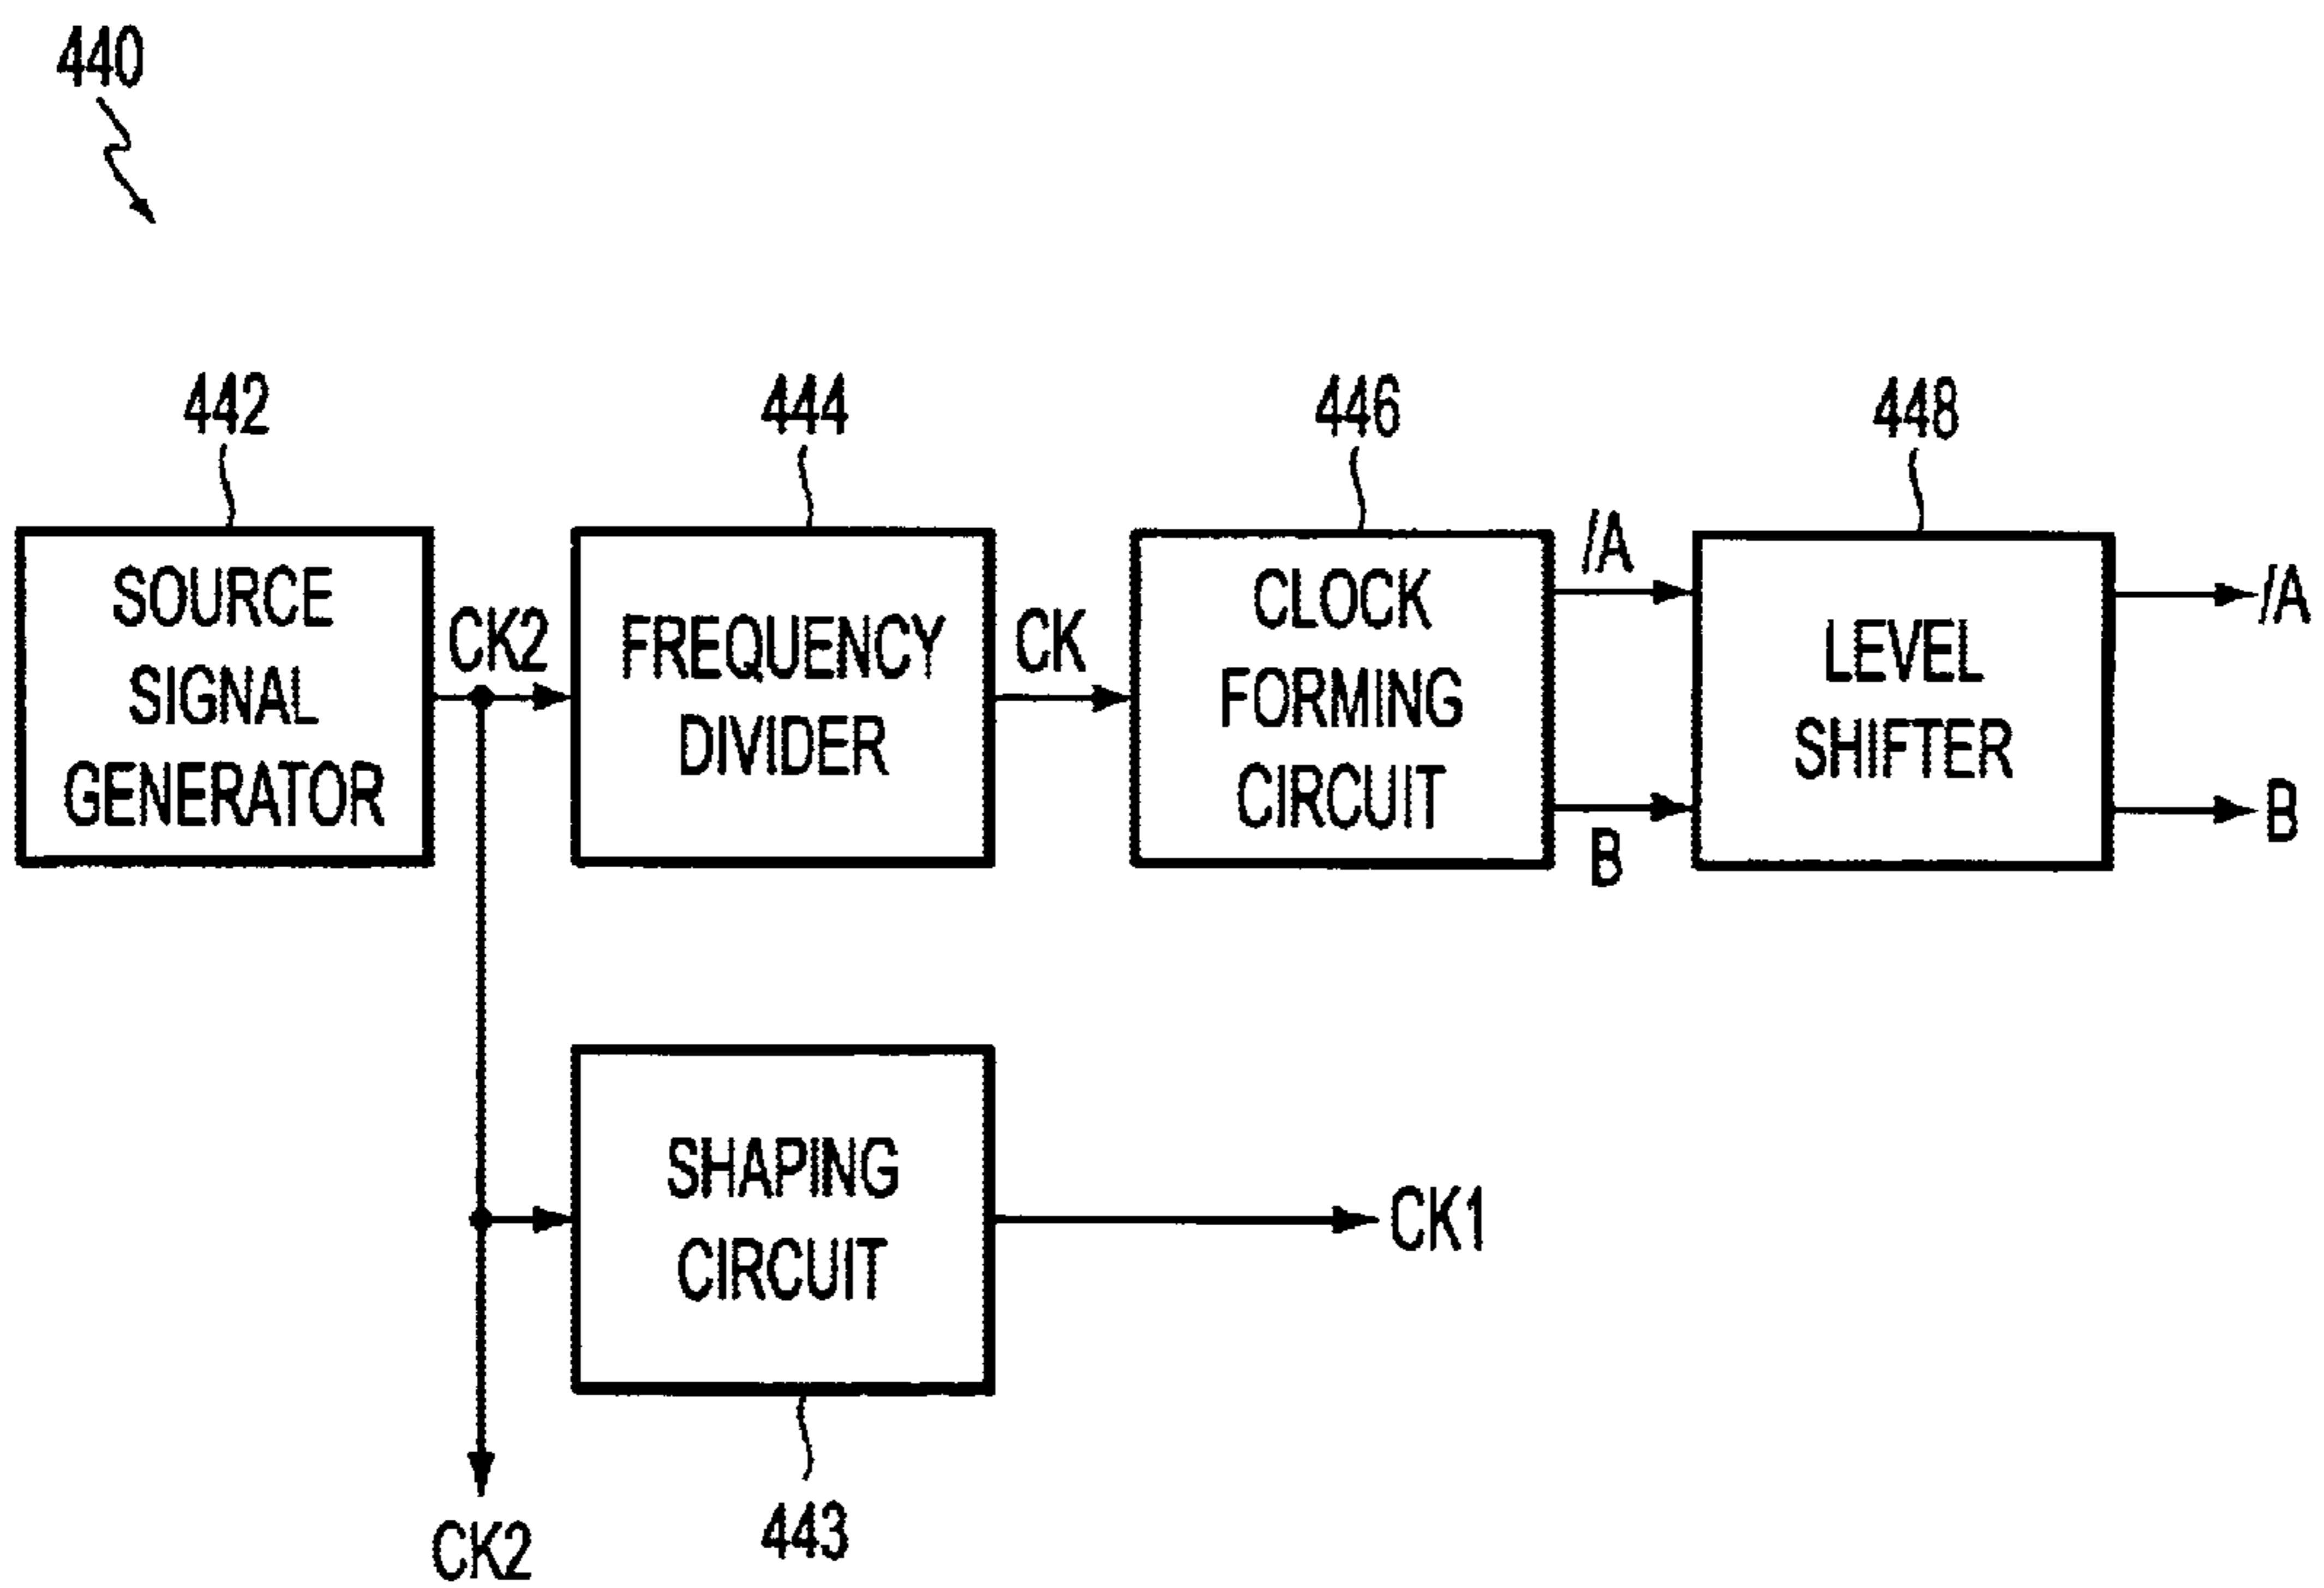 440
442
444
446
448
SOURCE
SIGNAL
GENERATOR
CK2
FREQUENCY
DIVIDER
CK
CLOCK
FORMING
CIRCUIT
/A
B
LEVEL
SHIFTER
/A
B
SHAPING
CIRCUIT
CK1
443
CK2